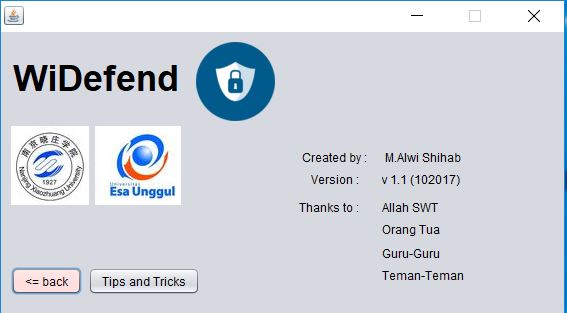 WiDefend
南京晓庄学院
1927
Nanjing Xiaozhuang University
Universitas
Esa Unggul
Created by : M.Alwi Shihab
Version : v 1.1 (102017)
Thanks to : Allah SWT
Orang Tua
Guru-Guru
Teman-Teman
<= back
Tips and Tricks